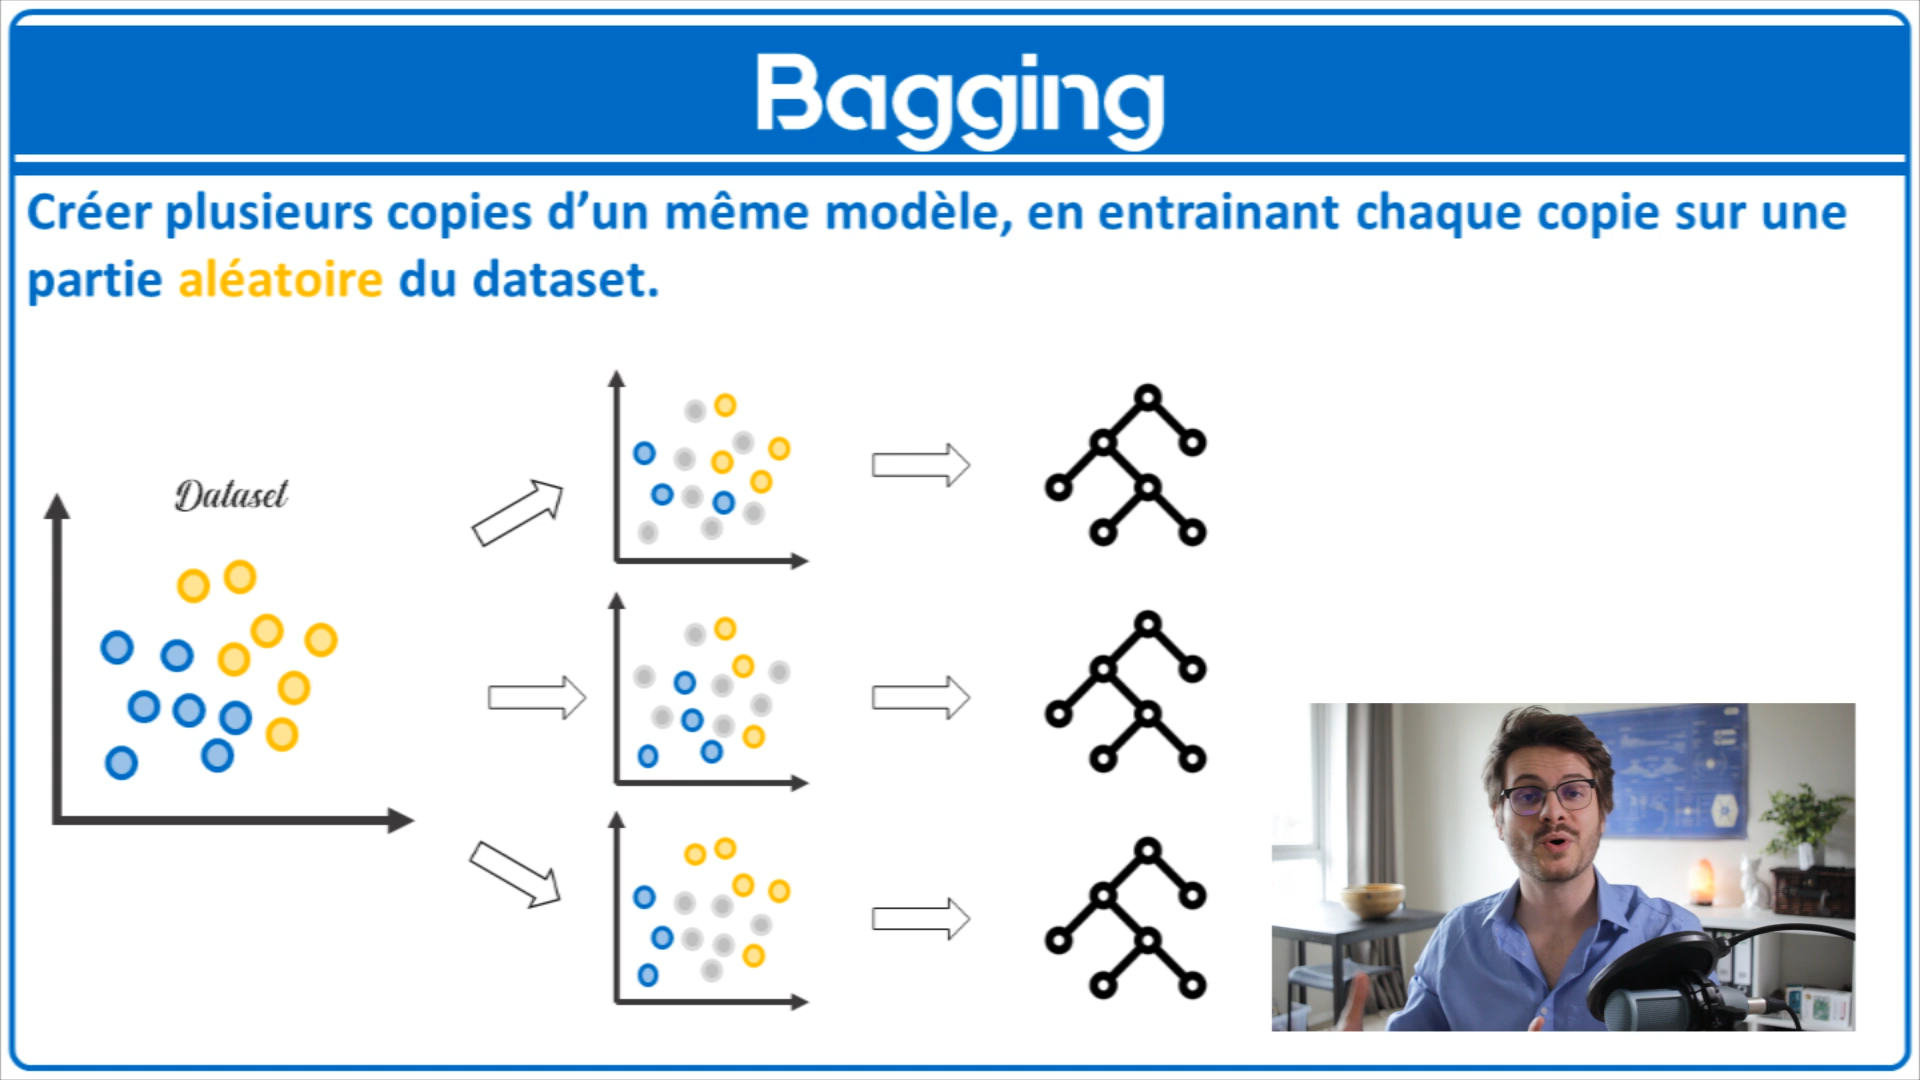 Bagging
Créer plusieurs copies d’un même modèle, en entrainant chaque copie sur une
partie aléatoire du dataset.
Dataset